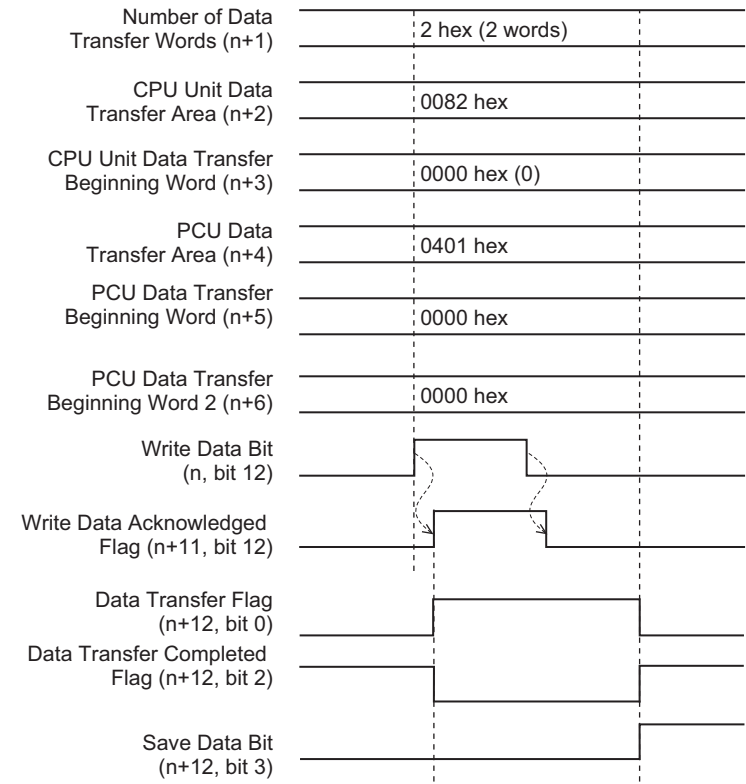 Number of Data
Transfer Words (n+1)
2 hex (2 words)
CPU Unit Data
Transfer Area (n+2)
0082 hex
CPU Unit Data Transfer
Beginning Word (n+3)
0000 hex (0)
PCU Data
Transfer Area (n+4)
0401 hex
PCU Data Transfer
Beginning Word (n+5)
0000 hex
PCU Data Transfer
Beginning Word 2 (n+6)
0000 hex
Write Data Bit
(n, bit 12)
Write Data Acknowledged
Flag (n+11, bit 12)
Data Transfer Flag
(n+12, bit 0)
Data Transfer Completed
Flag (n+12, bit 2)
Save Data Bit
(n+12, bit 3)